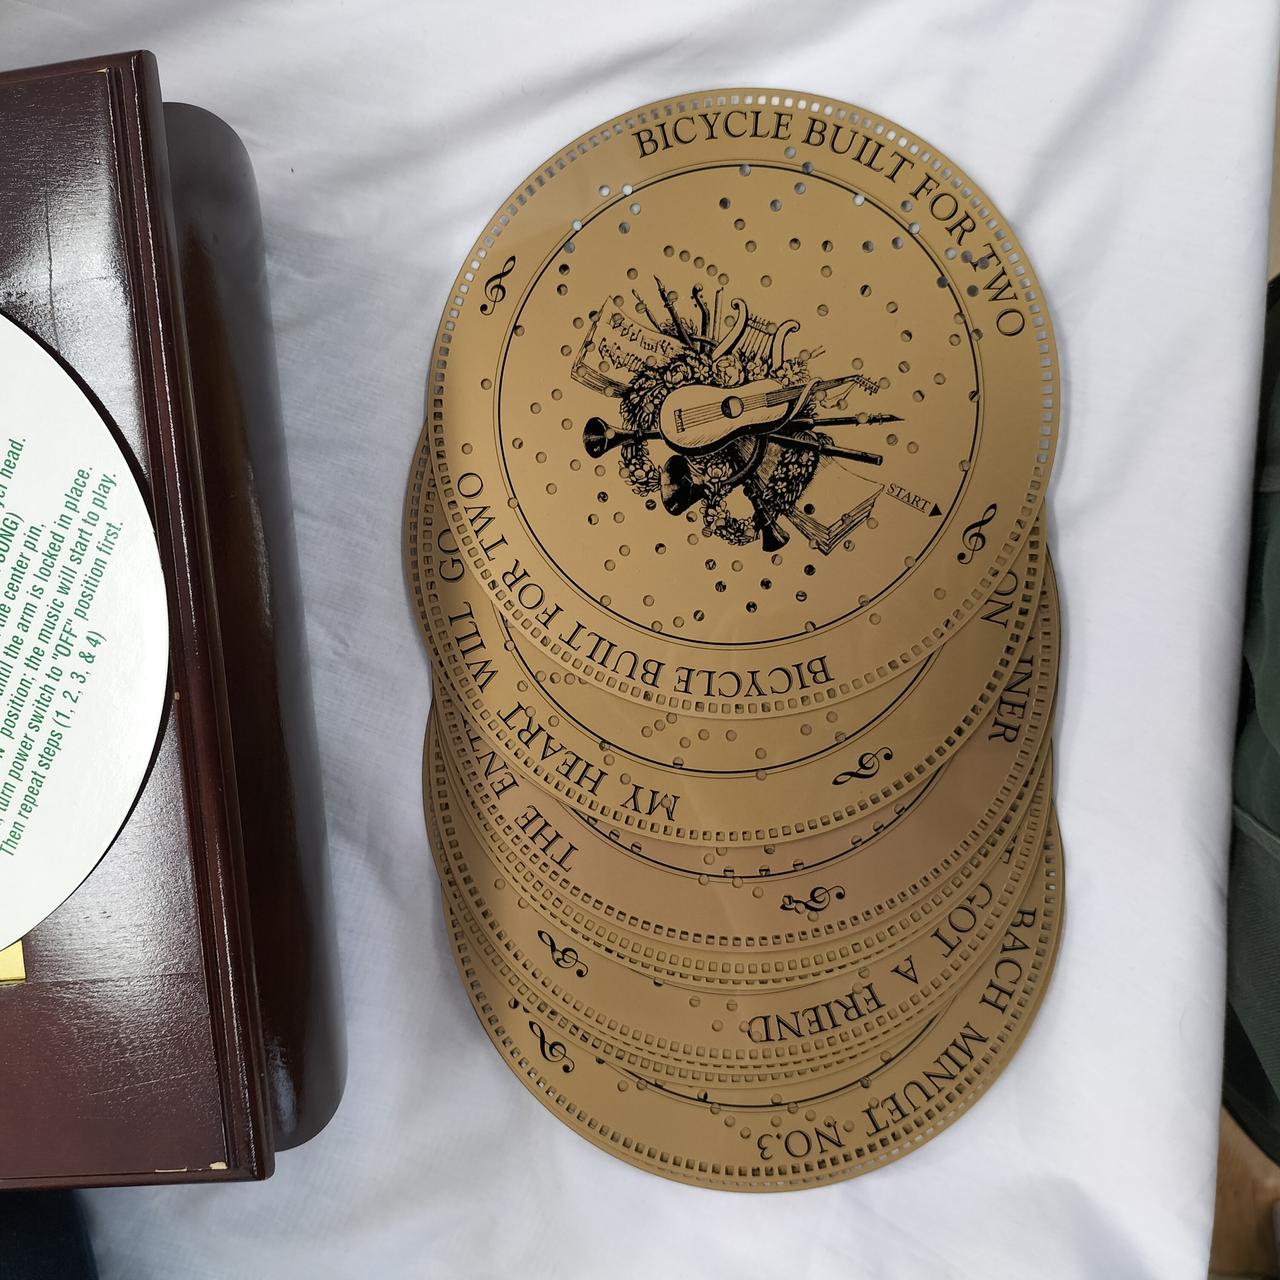 BICYCLE BUILT FOR TWO
START
BICYCLE BUILT FOR TWO
MY HEART WILL GO ON
THE ENT
INER
GOT A FRIEND
BACH MINUET NO.3
head.
SONG)
the center pin,
until the arm is locked in place.
position; the music will start to play.
turn power switch to 'OFF' position first.
Then repeat steps (1, 2, 3, & 4)